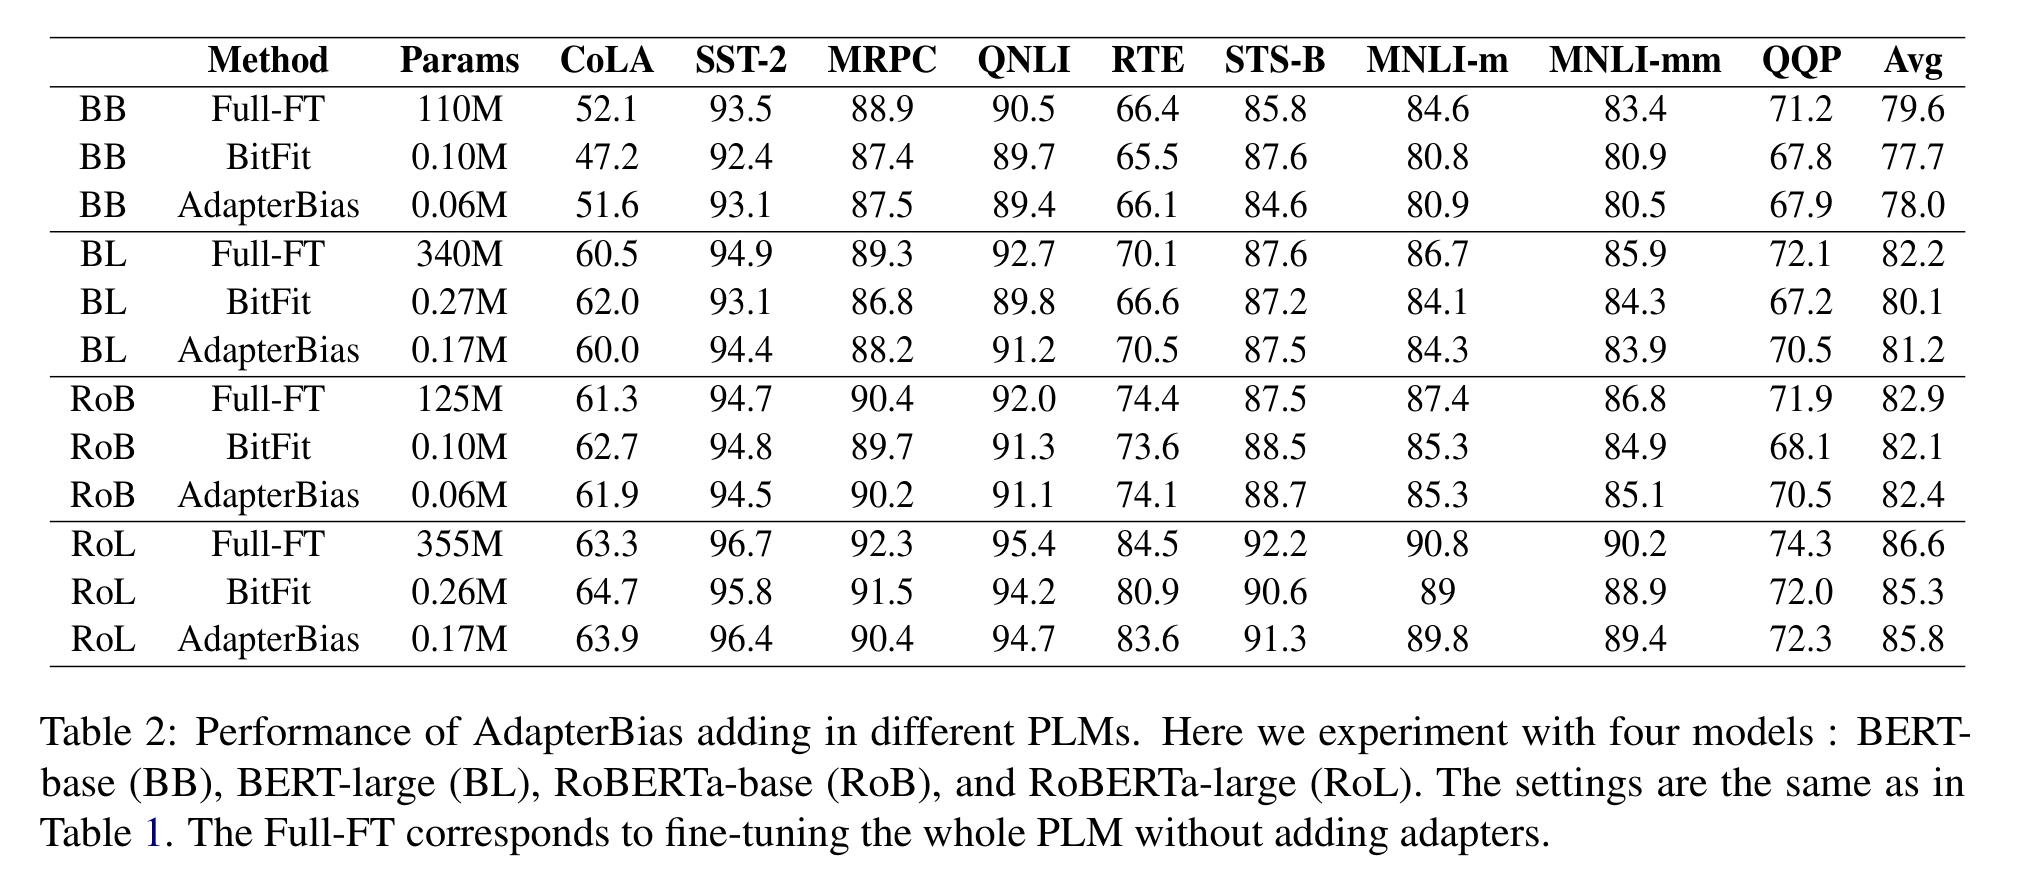 Method Params CoLA SST-2 MRPC QNLI RTE STS-B MNLI-m MNLI-mm QQP Avg
BB Full-FT 110M 52.1 93.5 88.9 90.5 66.4 85.8 84.6 83.4 71.2 79.6
BB BitFit 0.10M 47.2 92.4 87.4 89.7 65.5 87.6 80.8 80.9 67.8 77.7
BB AdapterBias 0.06M 51.6 93.1 87.5 89.4 66.1 84.6 80.9 80.5 67.9 78.0
BL Full-FT 340M 60.5 94.9 89.3 92.7 70.1 87.6 86.7 85.9 72.1 82.2
BL BitFit 0.27M 62.0 93.1 86.8 89.8 66.6 87.2 84.1 84.3 67.2 80.1
BL AdapterBias 0.17M 60.0 94.4 88.2 91.2 70.5 87.5 84.3 83.9 70.5 81.2
RoB Full-FT 125M 61.3 94.7 90.4 92.0 74.4 87.5 87.4 86.8 71.9 82.9
RoB BitFit 0.10M 62.7 94.8 89.7 91.3 73.6 88.5 85.3 84.9 68.1 82.1
RoB AdapterBias 0.06M 61.9 94.5 90.2 91.1 74.1 88.7 85.3 85.1 70.5 82.4
RoL Full-FT 355M 63.3 96.7 92.3 95.4 84.5 92.2 90.8 90.2 74.3 86.6
RoL BitFit 0.26M 64.7 95.8 91.5 94.2 80.9 90.6 89 88.9 72.0 85.3
RoL AdapterBias 0.17M 63.9 96.4 90.4 94.7 83.6 91.3 89.8 89.4 72.3 85.8
Table 2: Performance of AdapterBias adding in different PLMs. Here we experiment with four models : BERT-
base (BB), BERT-large (BL), RoBERTa-base (RoB), and RoBERTa-large (RoL). The settings are the same as in
Table 1. The Full-FT corresponds to fine-tuning the whole PLM without adding adapters.